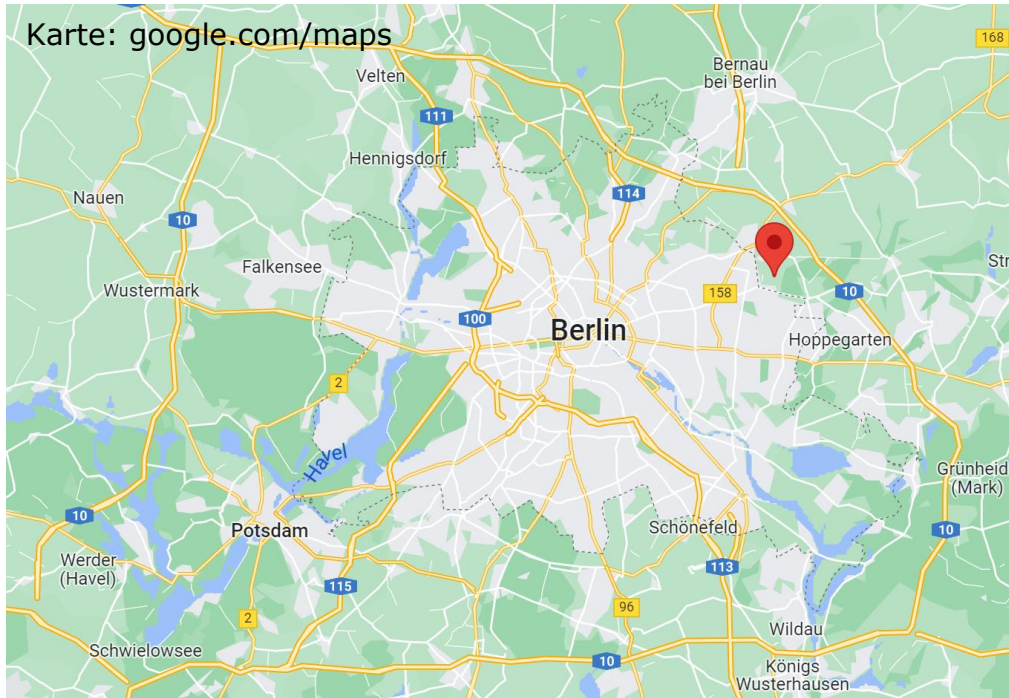 Karte: google.com/maps
168
Bernau
bei Berlin
Velten
111
Hennigsdorf
114
Nauen
10
Falkensee
Str
Wustermark
158
10
100
Berlin
Hoppegarten
2
Havel
Grünheid
(Mark)
10
Potsdam
Schönefeld
10
Werder
(Havel)
113
115
2
96
Wildau
Schwielowsee
10
Königs
Wusterhausen